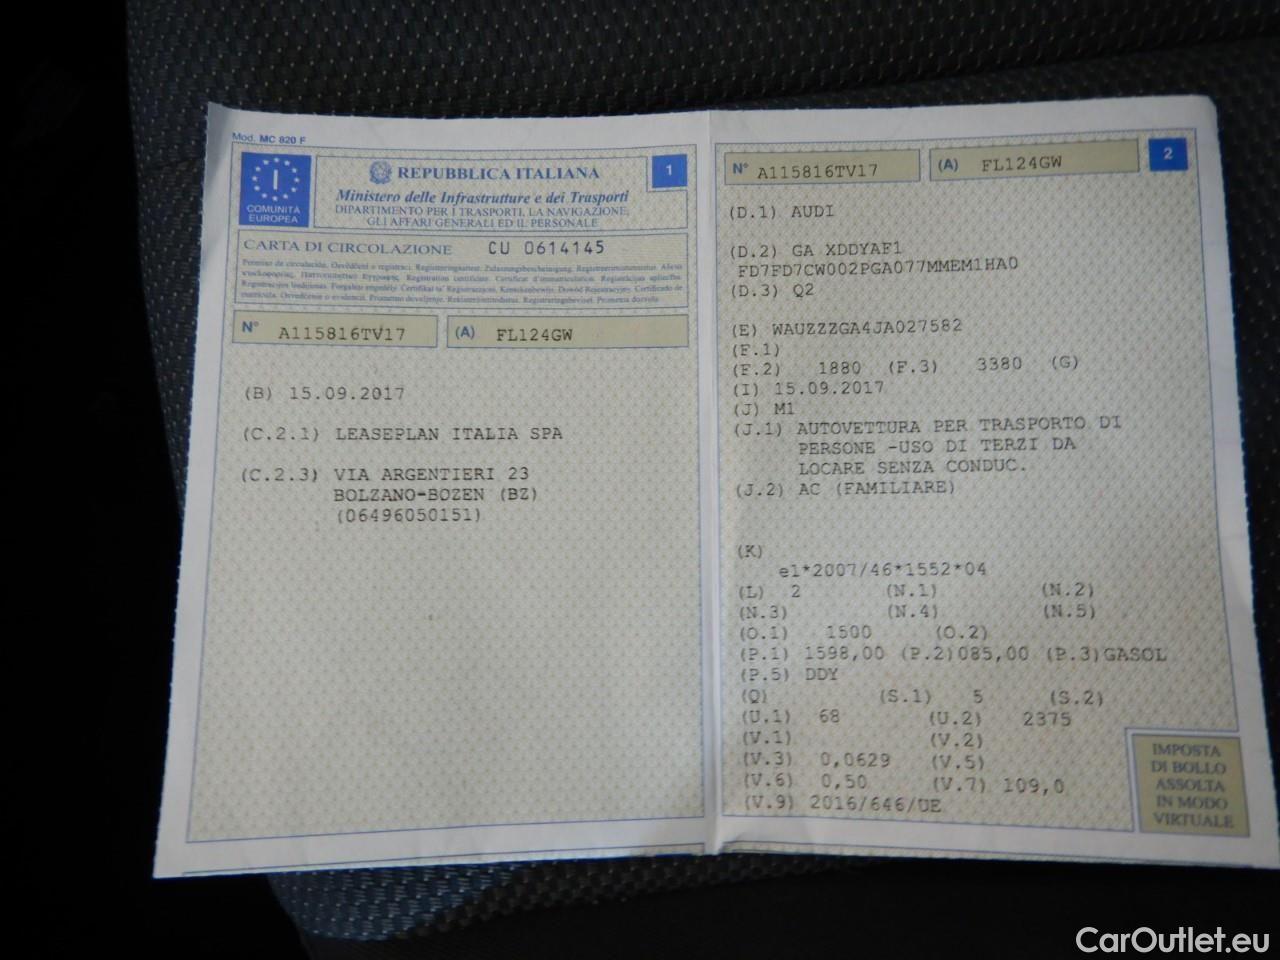 Mod. MC 820 F
I
COMUNITÀ
EUROPEA
REPUBBLICA ITALIANA
1
Ministero delle Infrastrutture e dei Trasporti
DIPARTIMENTO PER I TRASPORTI, LA NAVIGAZIONE,
GLI AFFARI GENERALI ED IL PERSONALE
CARTA DI CIRCOLAZIONE CU 0614145
N° A115816TV17 (A) FL124GW
(B) 15.09.2017
(C.2.1) LEASEPLAN ITALIA SPA
(C.2.3) VIA ARGENTIERI 23
BOLZANO-BOZEN (BZ)
(06496050151)
N° A115816TV17 (A) FL124GW 2
(D.1) AUDI
(D.2) GA XDDYAF1
FD7FD7CW002PGA077MMEM1HA0
(D.3) Q2
(E) WAUZZZGA4JA027582
(F.1)
(F.2) 1880 (F.3) 3380 (G)
(I) 15.09.2017
(J) M1
(J.1) AUTOVETTURA PER TRASPORTO DI
PERSONE -USO DI TERZI DA
LOCARE SENZA CONDUC.
(J.2) AC (FAMILIARE)
(K)
e1*2007/46*1552*04
(L) 2 (N.1) (N.2)
(N.3) (N.4) (N.5)
(O.1) 1500 (O.2)
(P.1) 1598,00 (P.2)085,00 (P.3)GASOL
(P.5) DDY
(Q) (S.1) 5 (S.2)
(U.1) 68 (U.2) 2375
(V.1) (V.2)
(V.3) 0,0629 (V.5)
(V.6) 0,50 (V.7) 109,0
(V.9) 2016/646/UE
IMPOSTA
DI BOLLO
ASSOLTA
IN MODO
VIRTUALE
CarOutlet.eu